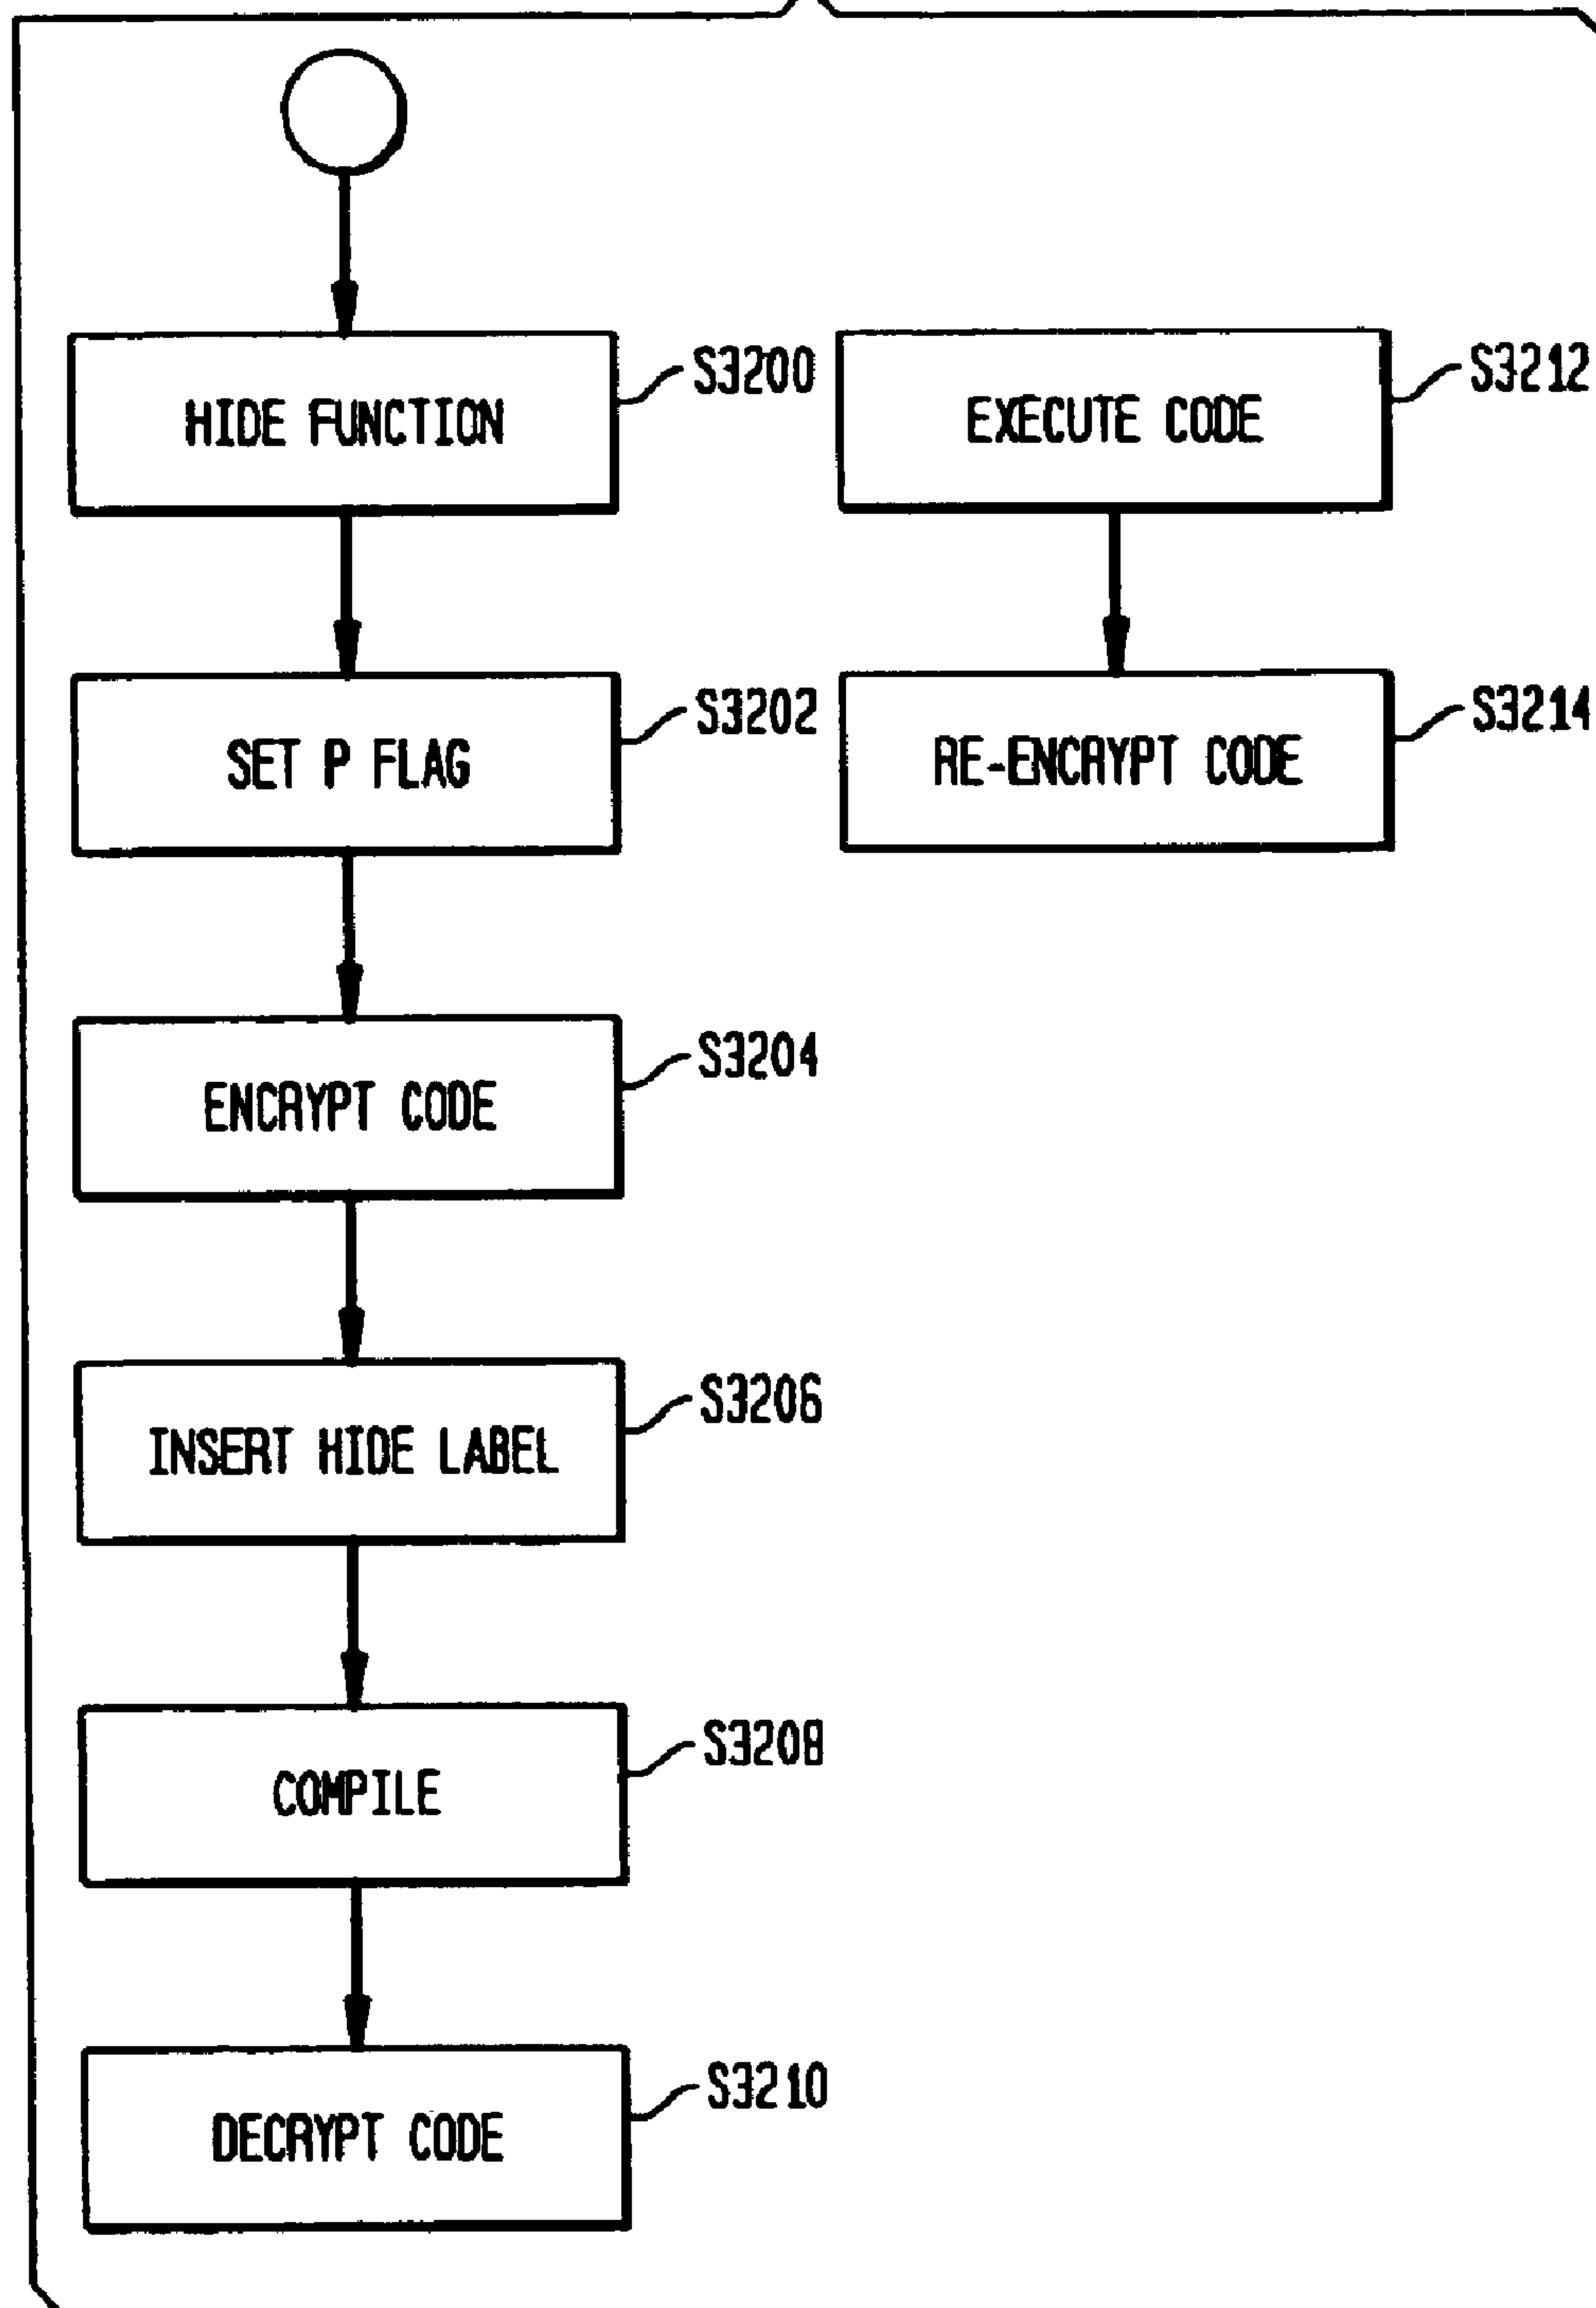 HIDE FUNCTION
S3200
SET P FLAG
S3202
ENCRYPT CODE
S3204
INSERT HIDE LABEL
S3206
COMPILE
S3208
DECRYPT CODE
S3210
EXECUTE CODE
S3212
RE-ENCRYPT CODE
S3214